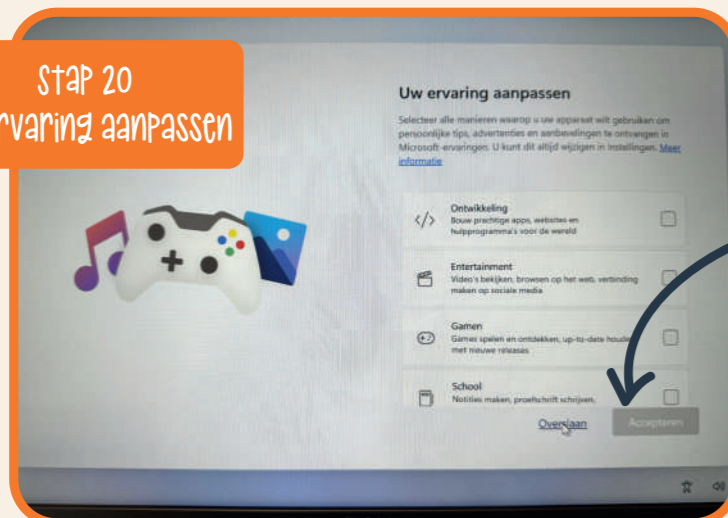 Stap 20
rvaring aanpassen
Uw ervaring aanpassen
Selecteer alle manieren waarop u uw apparaat wilt gebruiken om
persoonlijke tips, advertenties en aanbevelingen te ontvangen in
Microsoft-ervaringen. U kunt dit altijd wijzigen in Instellingen. Meer
informatie
</> Ontwikkeling
Bouw prachtige apps, websites en
hulpprogramma's voor de wereld
Entertainment
Video's bekijken, browsen op het web, verbinding
maken op sociale media
Gamen
Games spelen en ontdekken, up-to-date houden
met nieuwe releases
School
Notities maken, proefschrift schrijven,
Overslaan Accepteren